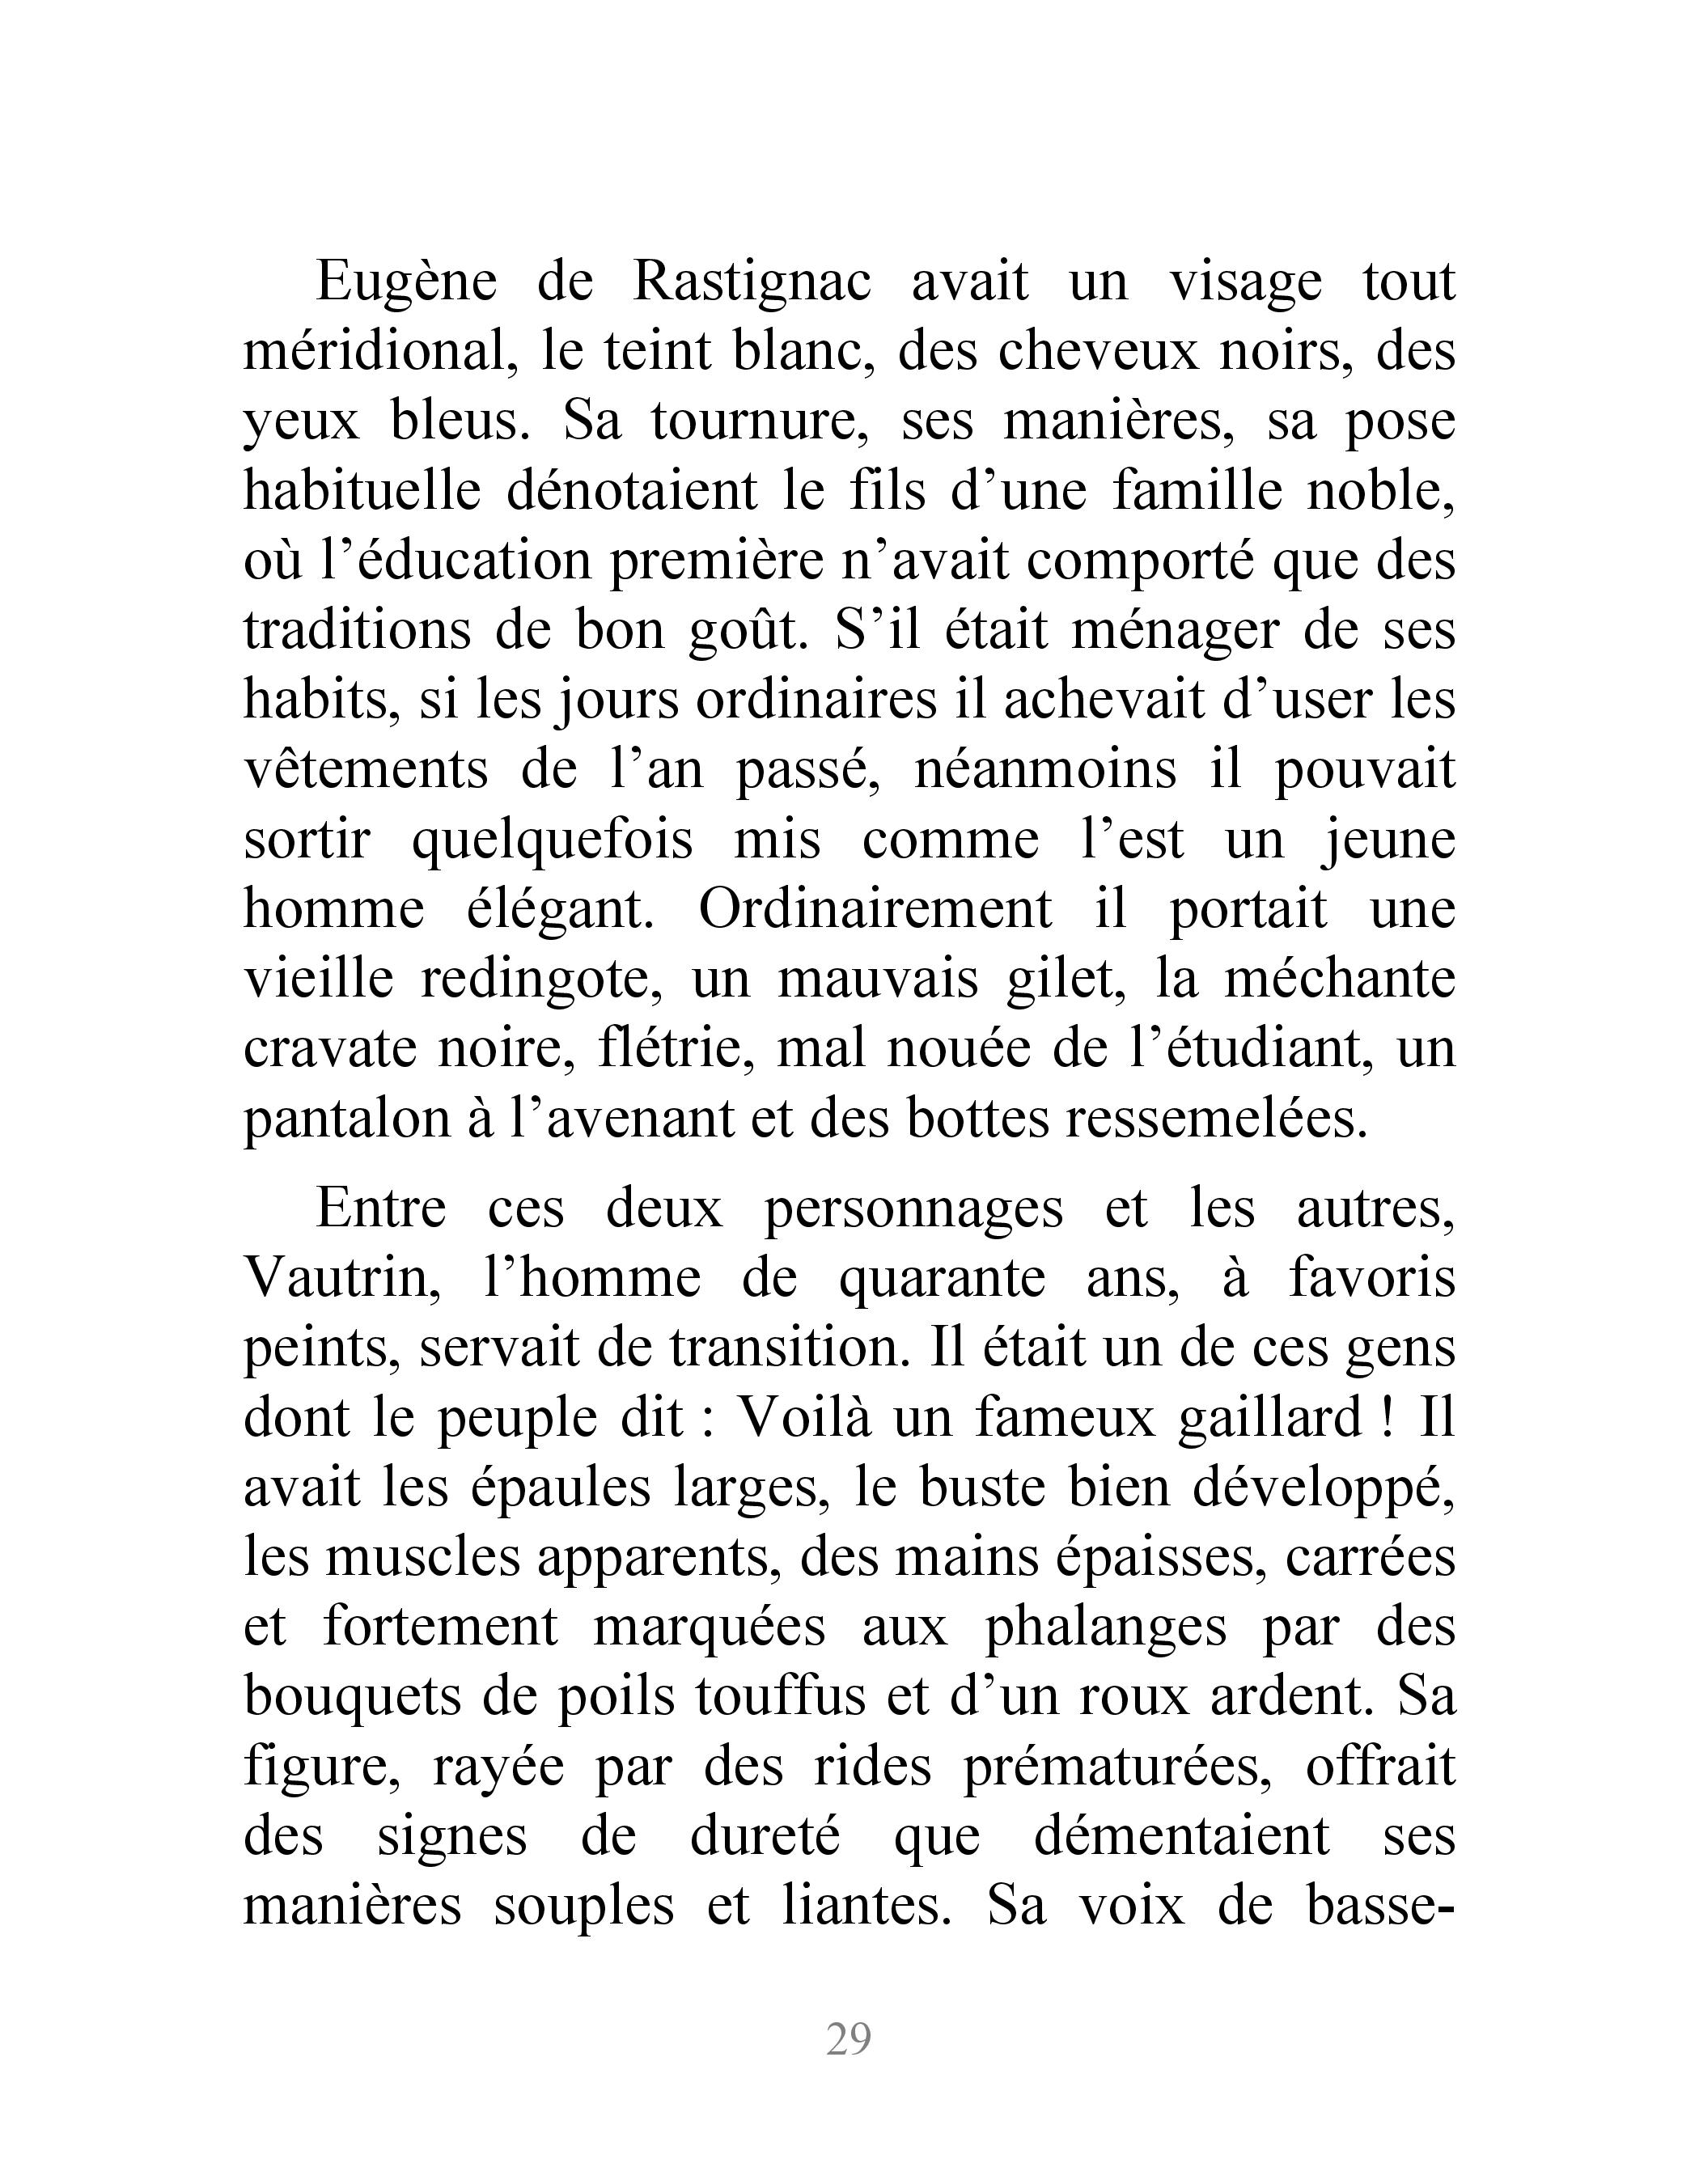 Eugène de Rastignac avait un visage tout
méridional, le teint blanc, des cheveux noirs, des
yeux bleus. Sa tournure, ses manières, sa pose
habituelle dénotaient le fils d’une famille noble,
où l’éducation première n’avait comporté que des
traditions de bon goût. S’il était ménager de ses
habits, si les jours ordinaires il achevait d’user les
vêtements de l’an passé, néanmoins il pouvait
sortir quelquefois mis comme l’est un jeune
homme élégant. Ordinairement il portait une
vieille redingote, un mauvais gilet, la méchante
cravate noire, flétrie, mal nouée de l’étudiant, un
pantalon à l’avenant et des bottes ressemelées.
Entre ces deux personnages et les autres,
Vautrin, l’homme de quarante ans, à favoris
peints, servait de transition. Il était un de ces gens
dont le peuple dit : Voilà un fameux gaillard ! Il
avait les épaules larges, le buste bien développé,
les muscles apparents, des mains épaisses, carrées
et fortement marquées aux phalanges par des
bouquets de poils touffus et d’un roux ardent. Sa
figure, rayée par des rides prématurées, offrait
des signes de dureté que démentaient ses
manières souples et liantes. Sa voix de basse-
29